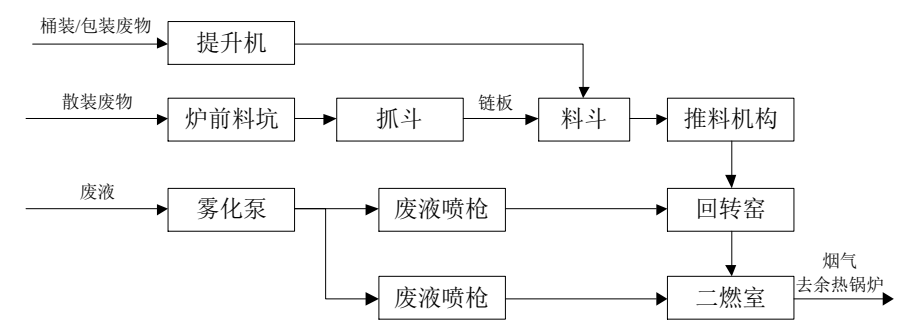 桶装/包装废物
提升机
散装废物
炉前料坑
抓斗
链板
料斗
推料机构
废液
雾化泵
废液喷枪
回转窑
废液喷枪
二燃室
烟气
去余热锅炉